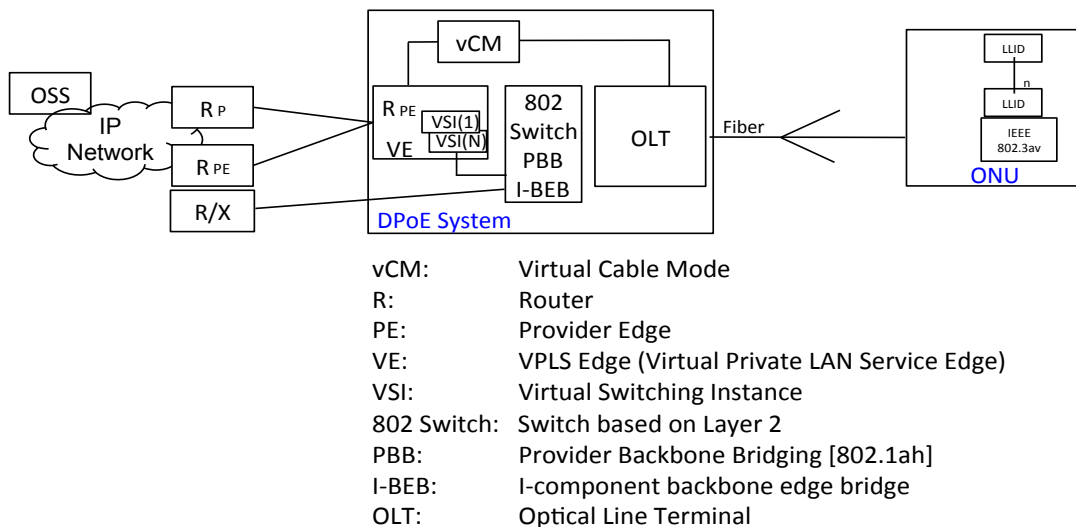 vCM
OSS
IP
Network
R P
R PE
R/X
R PE
VSI(1)
VSI(N)
VE
802
Switch
PBB
I-BEB
OLT
DPoE System
Fiber
LLID
n
LLID
IEEE
802.3av
ONU
vCM: Virtual Cable Mode
R: Router
PE: Provider Edge
VE: VPLS Edge (Virtual Private LAN Service Edge)
VSI: Virtual Switching Instance
802 Switch: Switch based on Layer 2
PBB: Provider Backbone Bridging [802.1ah]
I-BEB: I-component backbone edge bridge
OLT: Optical Line Terminal